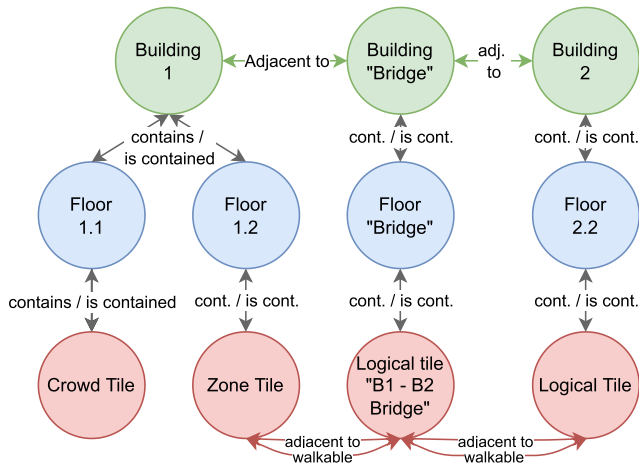 Building
1
Adjacent to
Building
"Bridge"
adj.
to
Building
2
contains /
is contained
cont. / is cont.
cont. / is cont.
Floor
1.1
Floor
1.2
Floor
"Bridge"
Floor
2.2
contains / is contained
cont. / is cont.
cont. / is cont.
cont. / is cont.
Crowd Tile
Zone Tile
Logical tile
"B1 - B2
Bridge"
Logical Tile
adjacent to
walkable
adjacent to
walkable